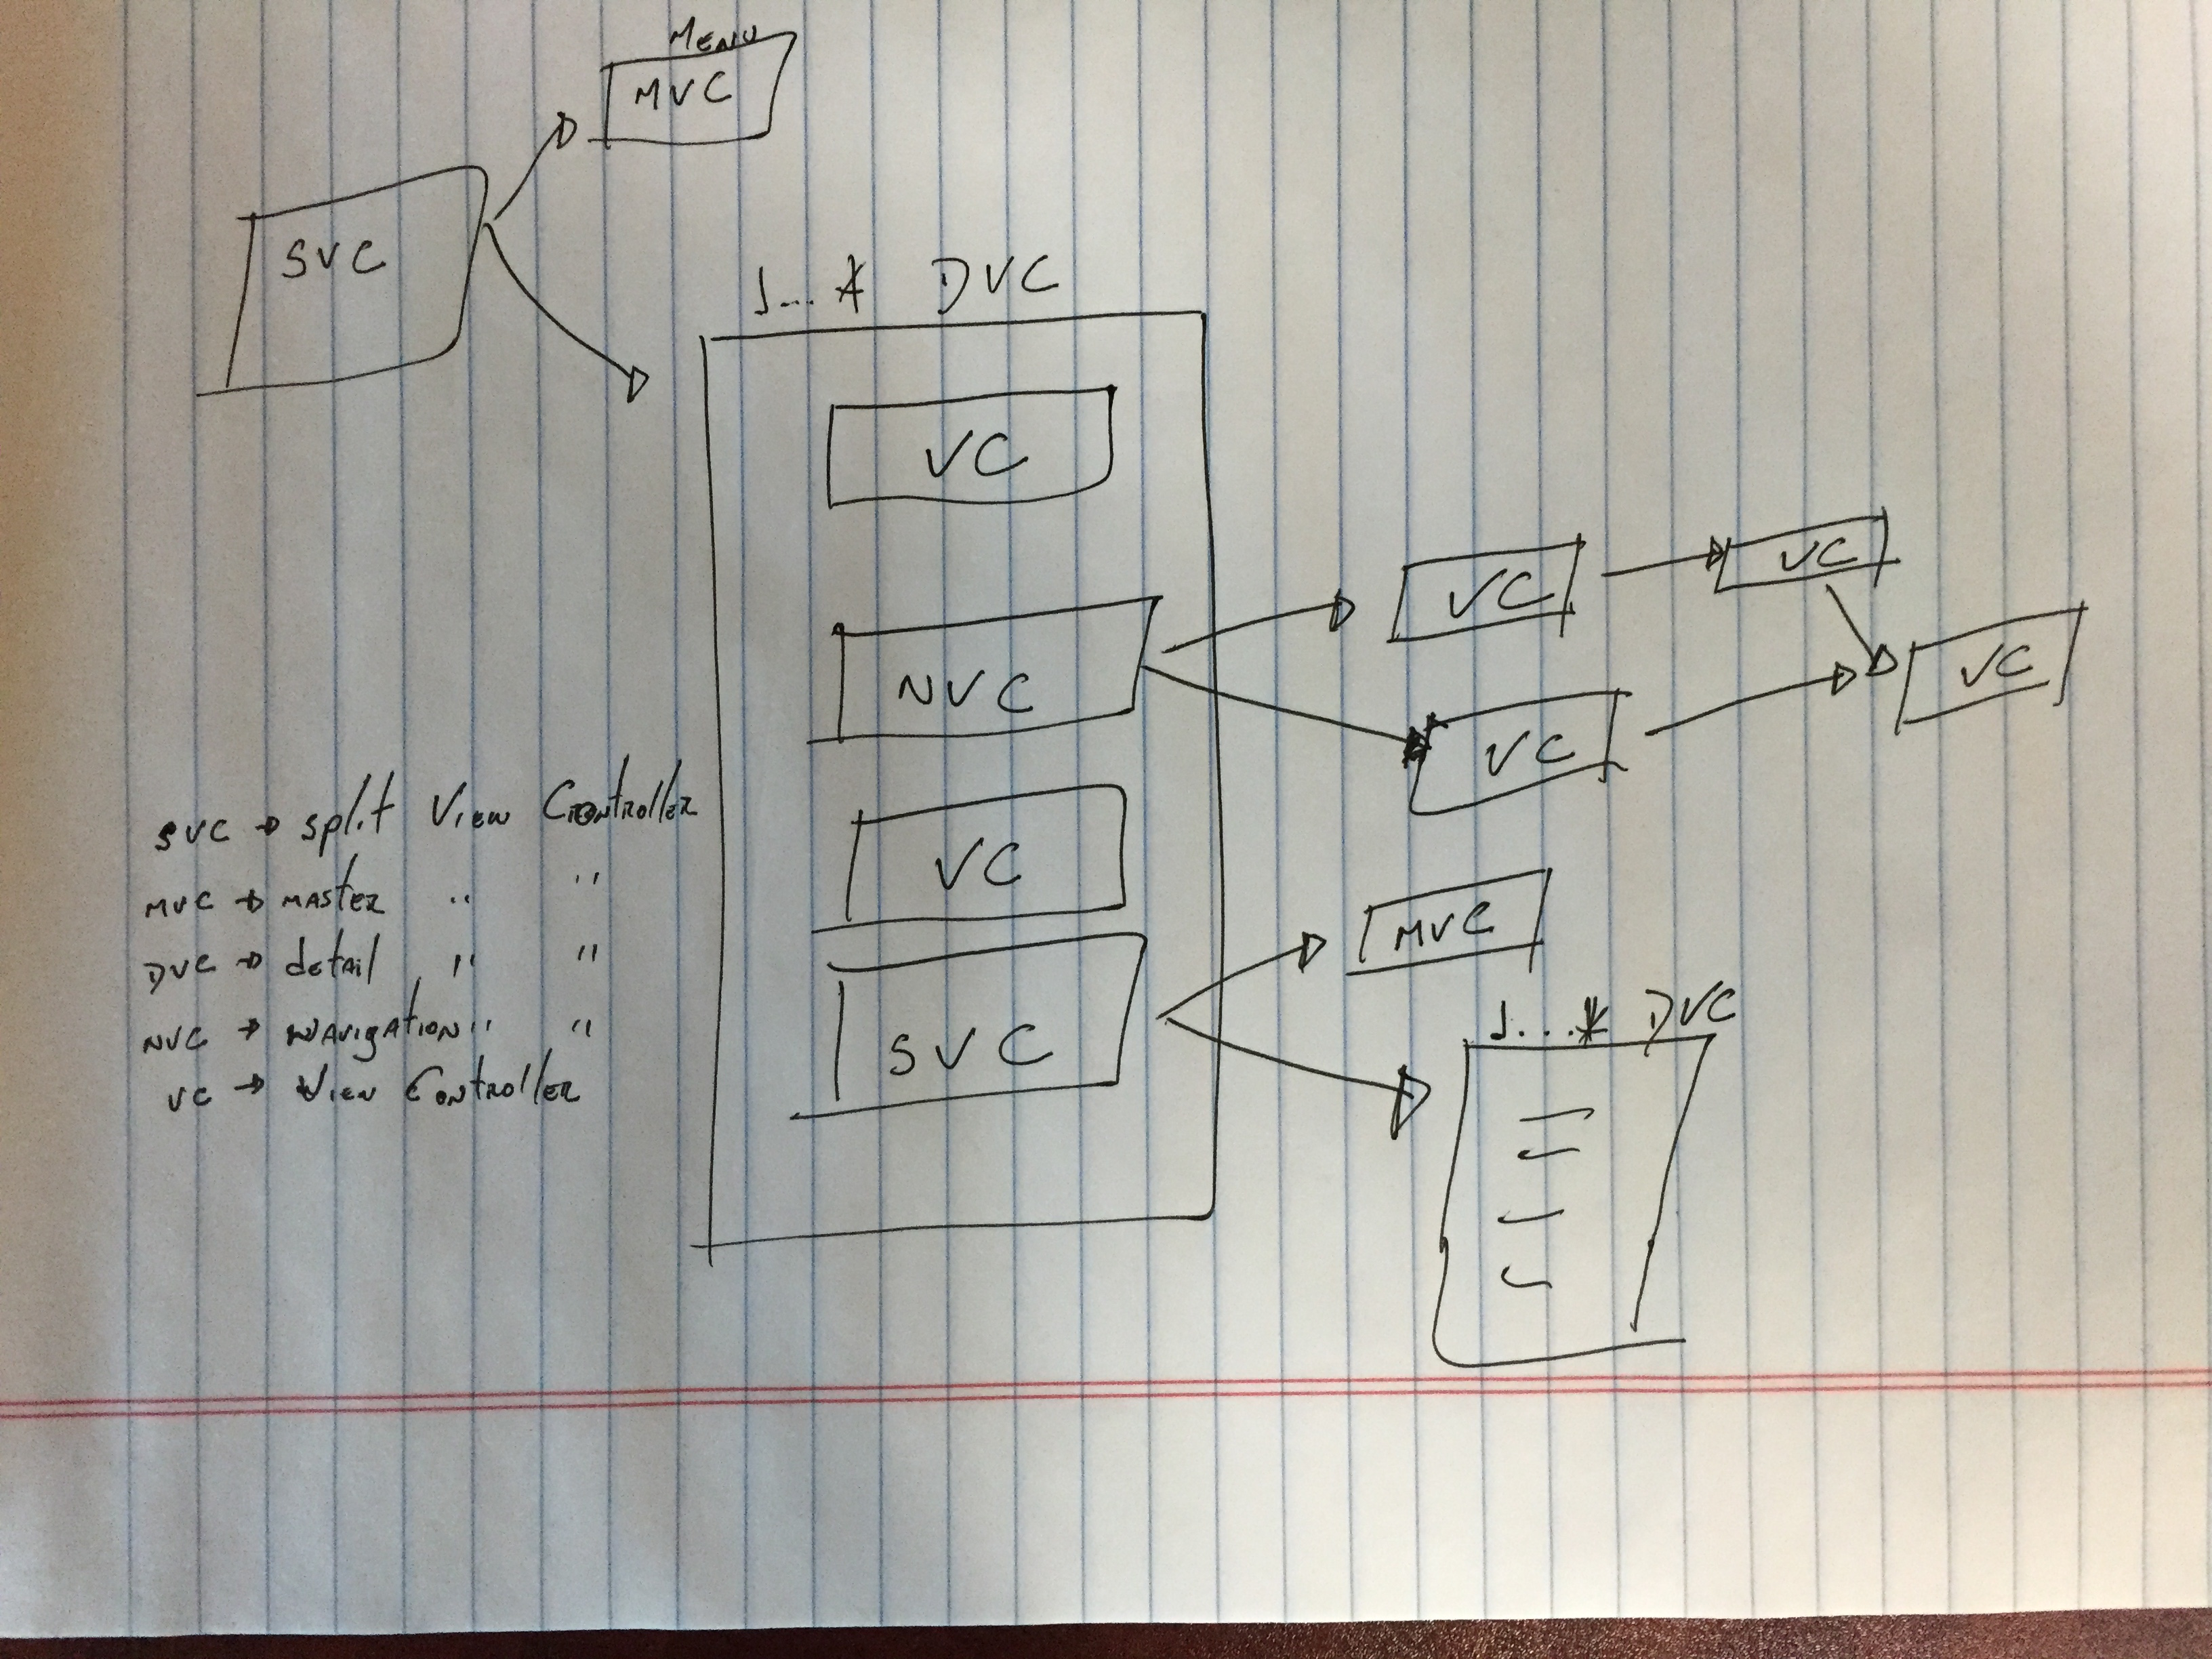 MENU
MVC
SVC
1...* DVC
VC
VC
VC
VC
NVC
VC
VC
MVC
SVC
1...* DVC
SVC → split View Controller
MVC → MASTER " "
DVC → detail " "
NVC → NAVIGATION " "
VC → View Controller